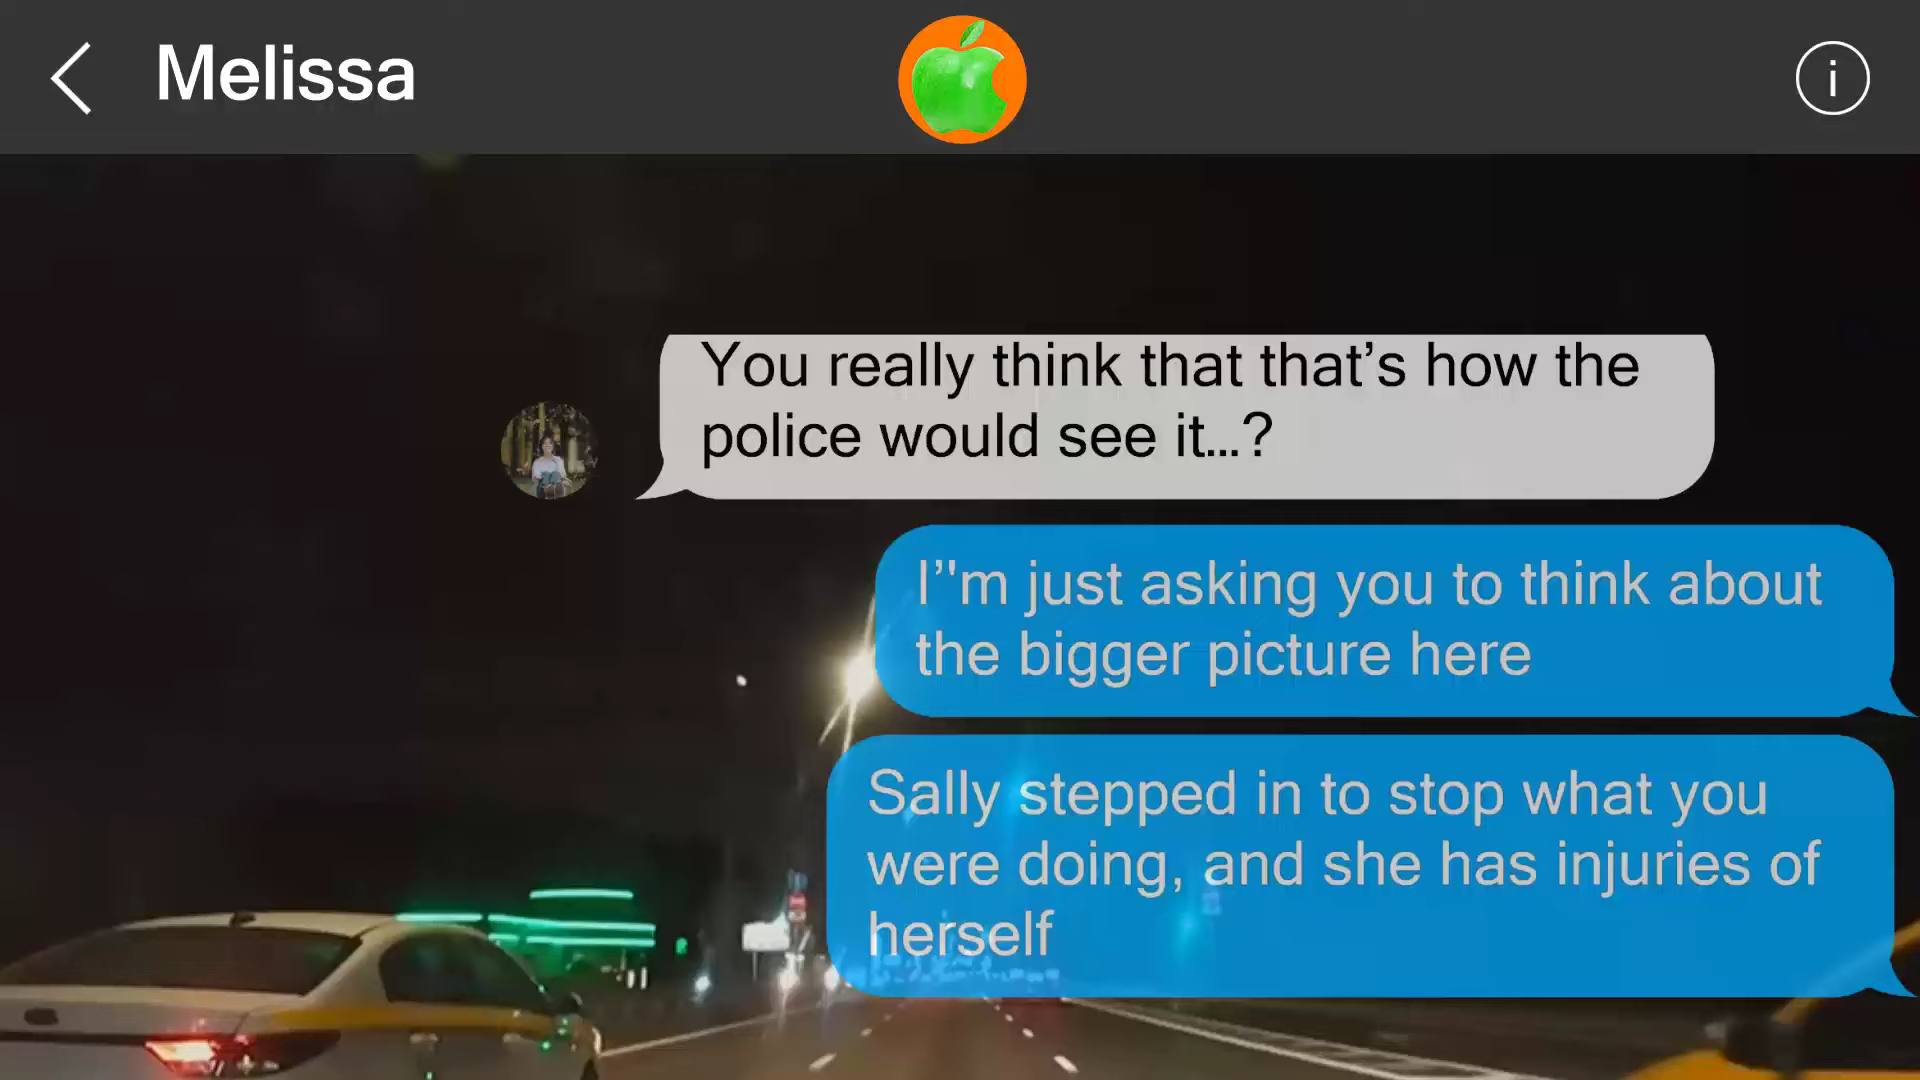 Melissa
i
You really think that that’s how the
police would see it...?
I’"m just asking you to think about
the bigger picture here
Sally stepped in to stop what you
were doing, and she has injuries of
herself